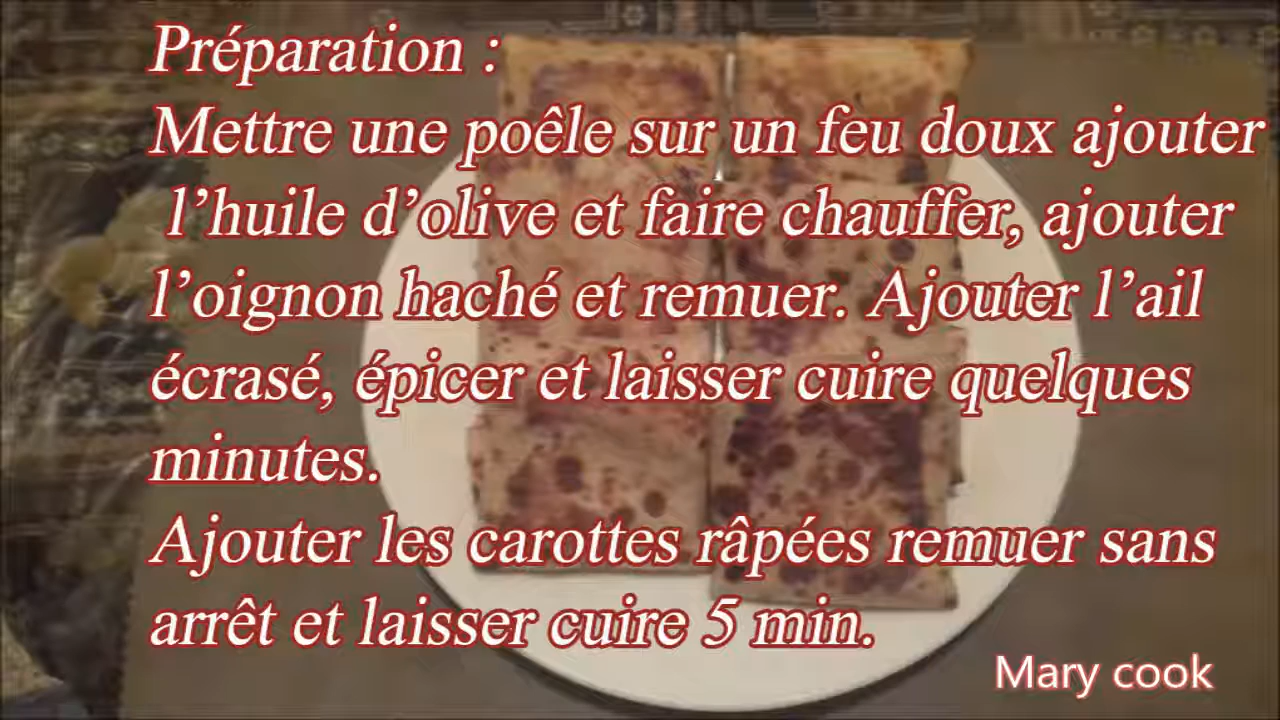 Préparation :
Mettre une poêle sur un feu doux ajouter
l’huile d’olive et faire chauffer, ajouter
l’oignon haché et remuer. Ajouter l’ail
écrasé, épicer et laisser cuire quelques
minutes.
Ajouter les carottes râpées remuer sans
arrêt et laisser cuire 5 min.
Mary cook